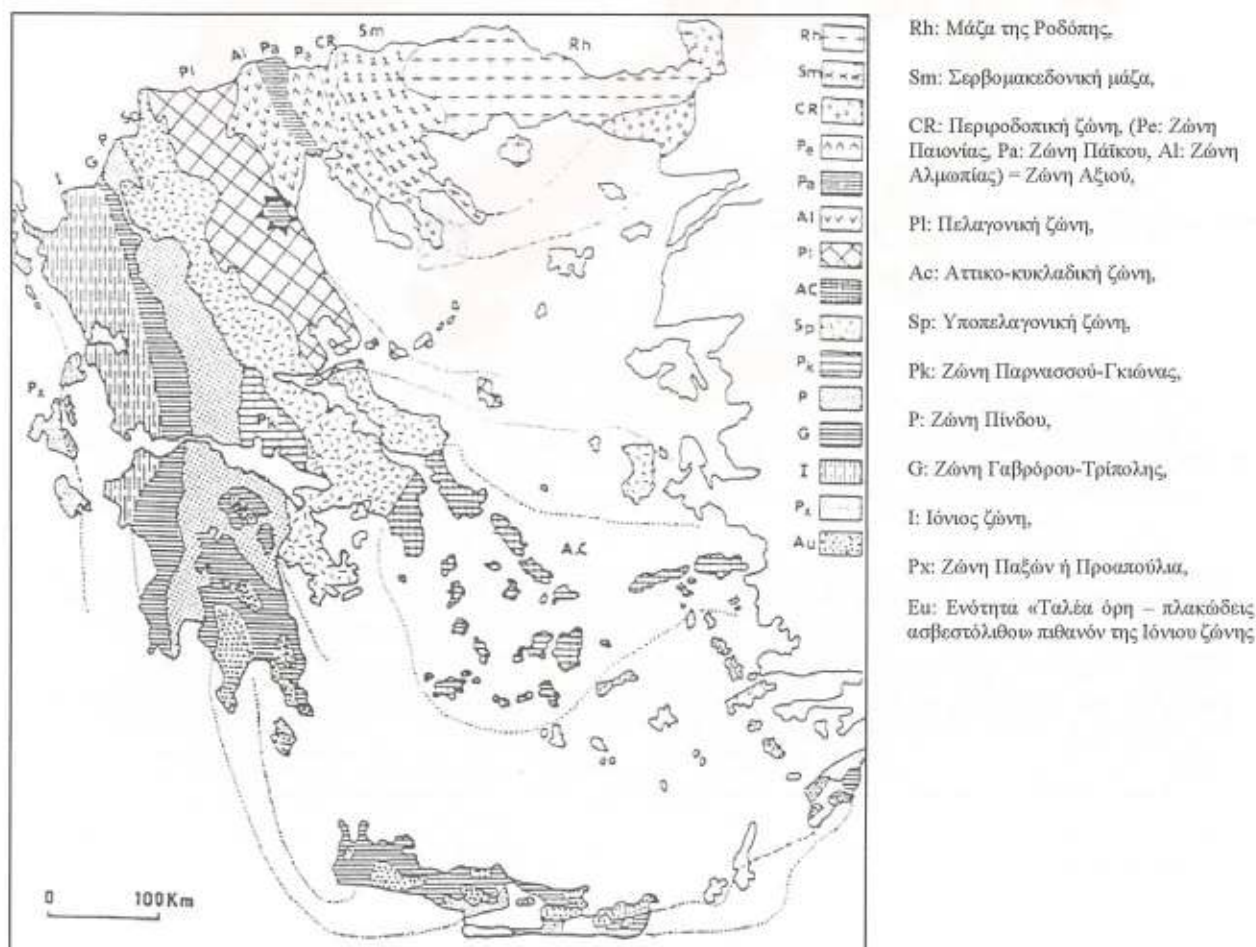 Sm
CR
Rh
Pa
Pe
Al
Pl
Sp
P
G
I
Px
Pk
AC
0 100Km
Rh
Sm
CR
Pe
Pa
Al
Pl
AC
Sp
Pk
P
G
I
Px
Au
Rh: Μάζα της Ροδόπης,
Sm: Σερβομακεδονική μάζα,
CR: Περιροδοπική ζώνη, (Pe: Ζώνη
Παιονίας, Pa: Ζώνη Πάϊκου, Al: Ζώνη
Αλμωπίας) = Ζώνη Αξιού,
Pl: Πελαγονική ζώνη,
Ac: Αττικο-κυκλαδική ζώνη,
Sp: Υποπελαγονική ζώνη,
Pk: Ζώνη Παρνασσού-Γκιώνας,
P: Ζώνη Πίνδου,
G: Ζώνη Γαβρόρου-Τρίπολης,
I: Ιόνιος ζώνη,
Px: Ζώνη Παξών ή Προαπούλια,
Eu: Ενότητα «Ταλέα όρη – πλακώδεις
ασβεστόλιθοι» πιθανόν της Ιόνιου ζώνης